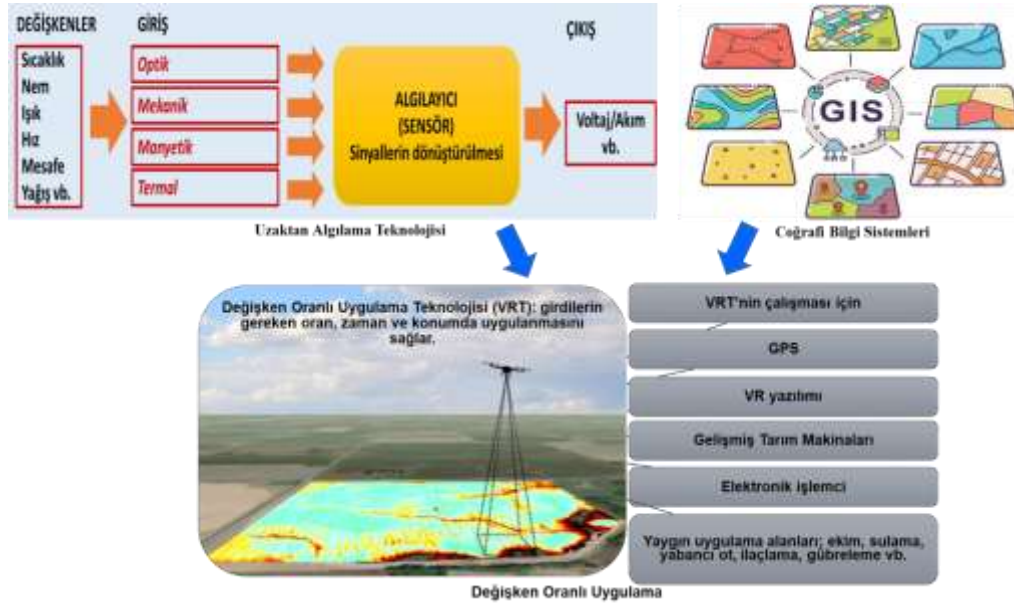 DEĞİŞKENLER
Sıcaklık
Nem
Işık
Hız
Mesafe
Yağış vb.
GİRİŞ
Optik
Mekanik
Manyetik
Termal
ALGILAYICI
(SENSÖR)
Sinyallerin dönüştürülmesi
ÇIKIŞ
Voltaj/Akım
vb.
Uzaktan Algılama Teknolojisi
GIS
Coğrafi Bilgi Sistemleri
Değişken Oranlı Uygulama Teknolojisi (VRT): girdilerin
gereken oran, zaman ve konumda uygulanmasını
sağlar.
VRT'nin çalışması için
GPS
VR yazılımı
Gelişmiş Tarım Makinaları
Elektronik işlemci
Yaygın uygulama alanları; ekim, sulama,
yabancı ot, ilaçlama, gübreleme vb.
Değişken Oranlı Uygulama